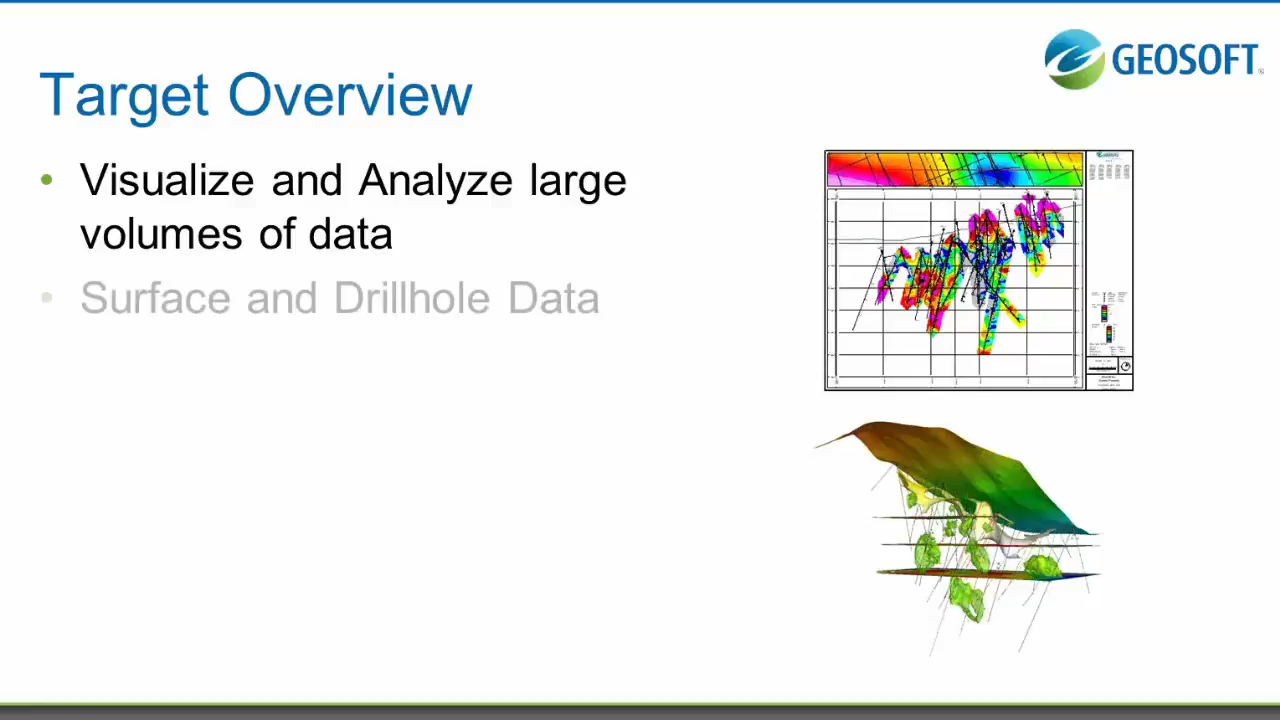 GEOSOFT
Target Overview
• Visualize and Analyze large
volumes of data
• Surface and Drillhole Data